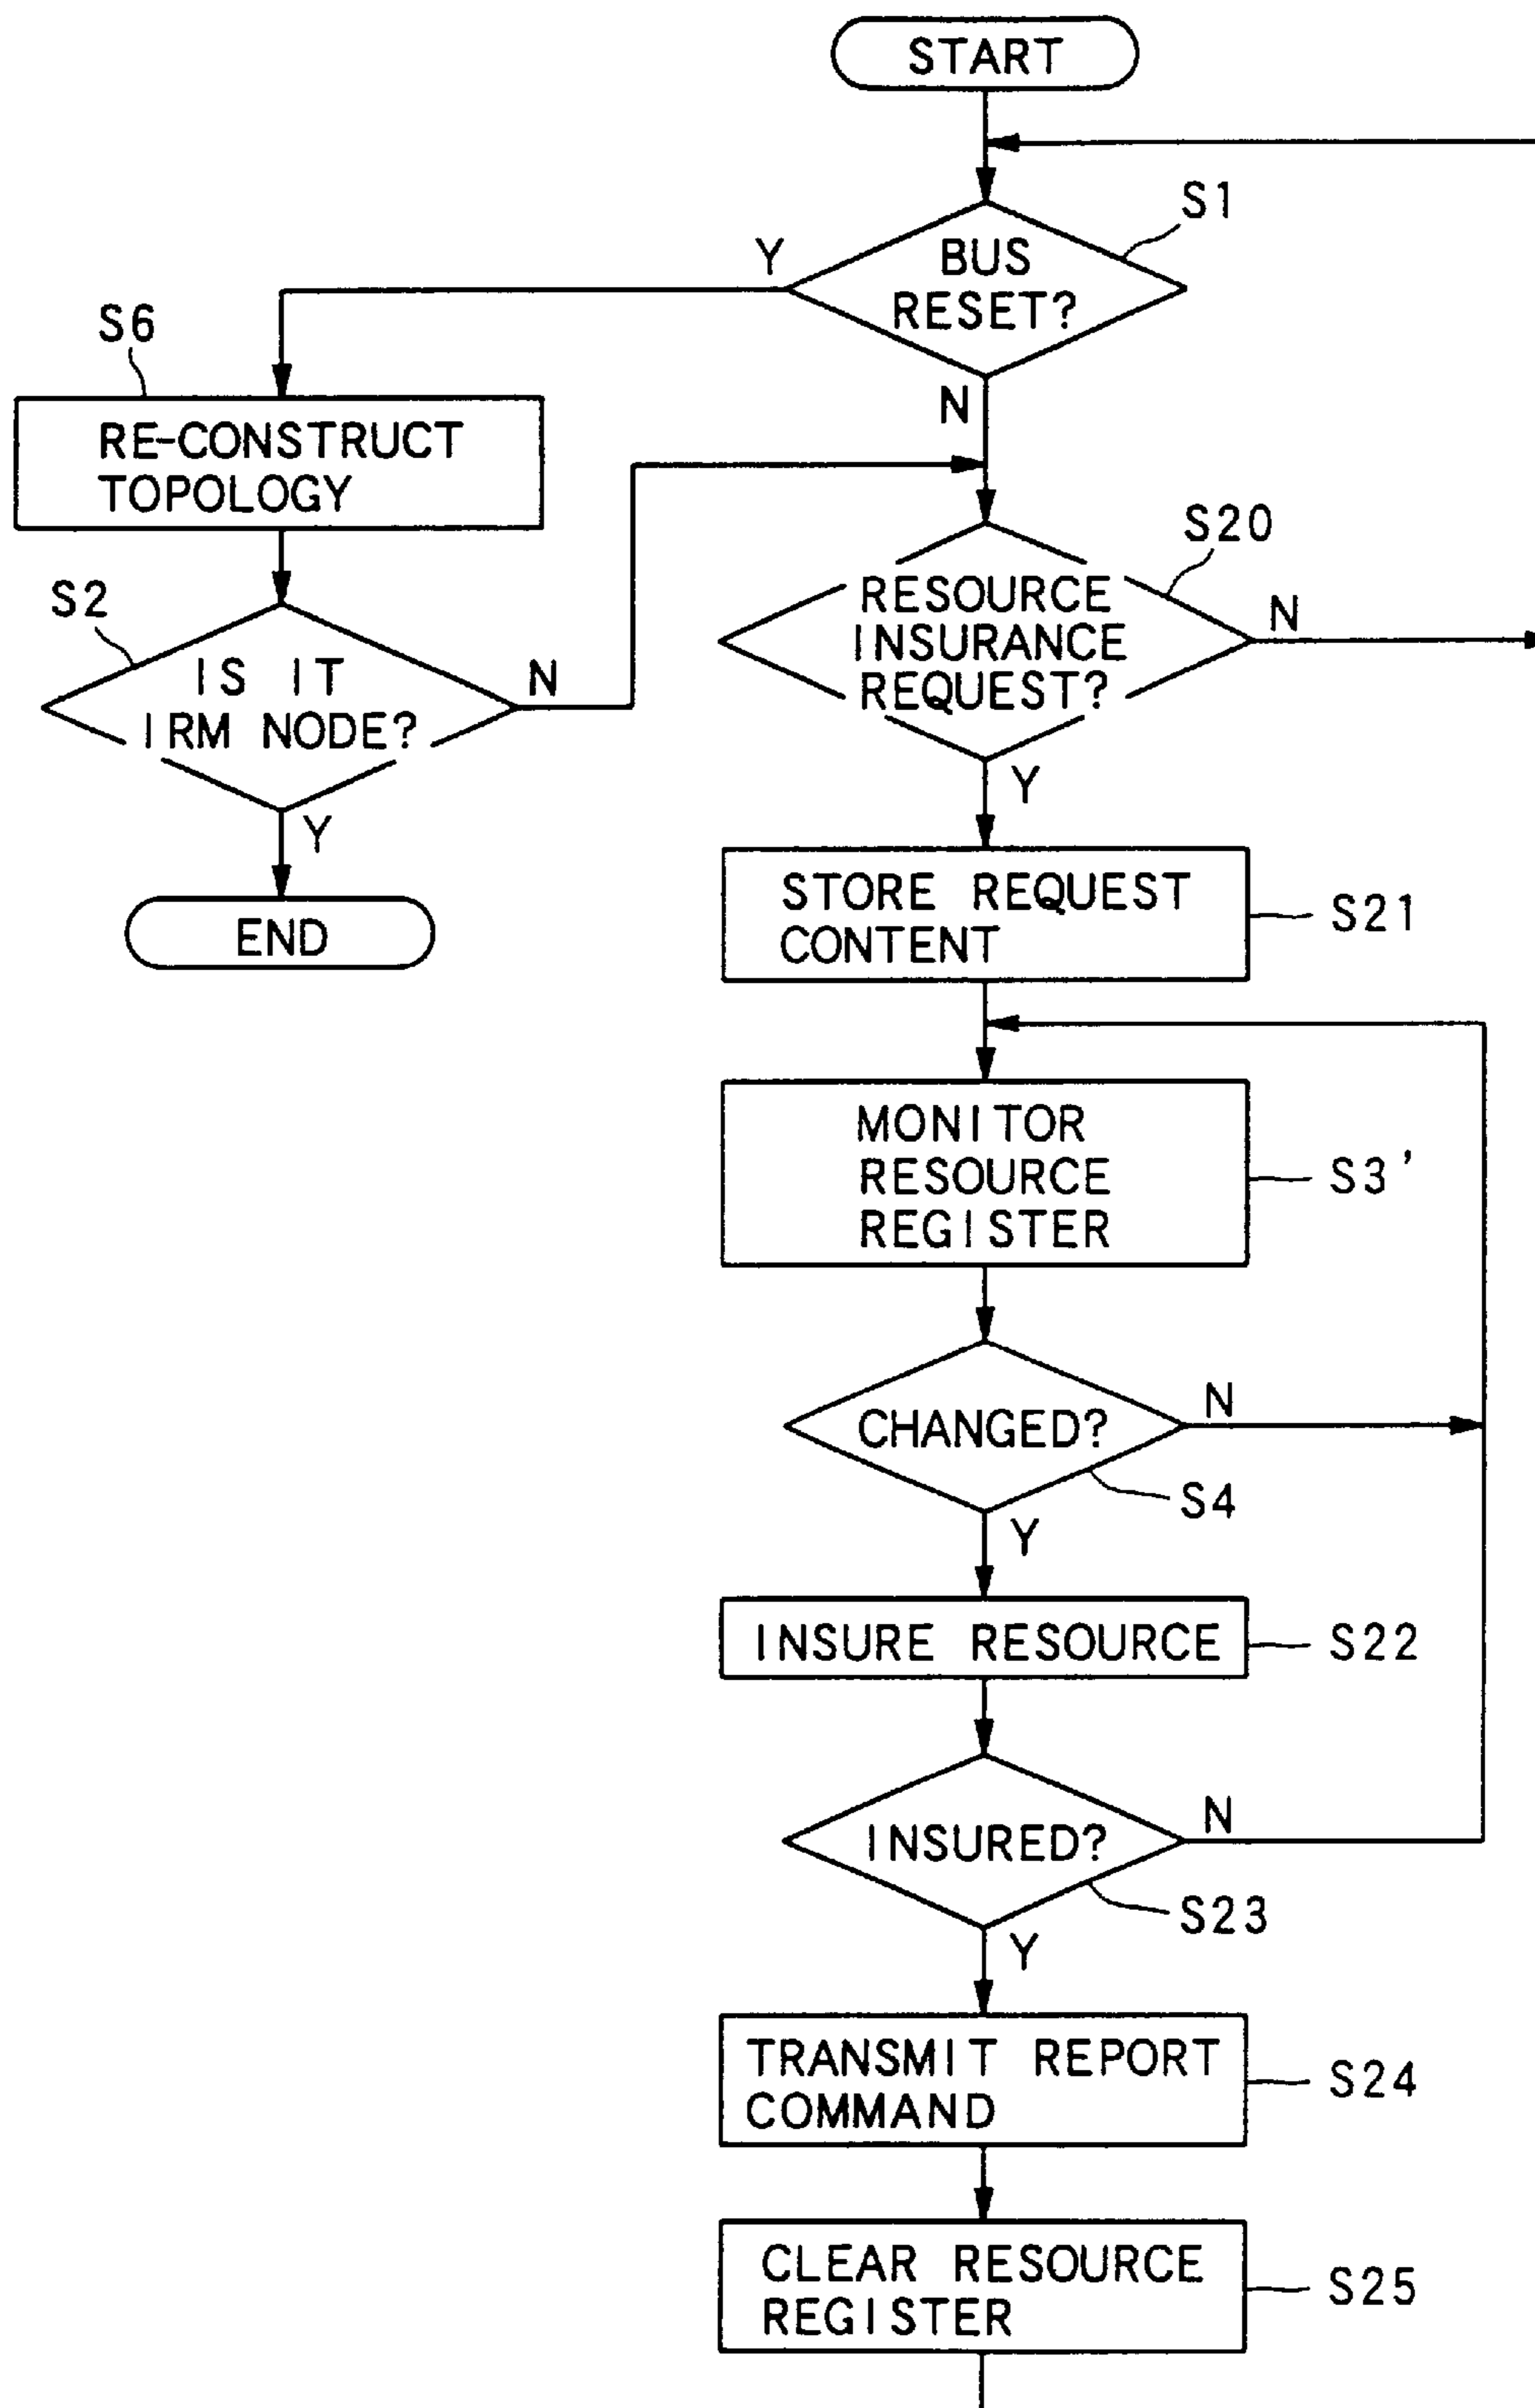 START
S1
BUS
RESET?
Y
N
S6
RE-CONSTRUCT
TOPOLOGY
S2
IS IT
IRM NODE?
N
Y
END
S20
RESOURCE
INSURANCE
REQUEST?
N
Y
STORE REQUEST
CONTENT
S21
MONITOR
RESOURCE
REGISTER
S3'
CHANGED?
N
S4
Y
INSURE RESOURCE
S22
INSURED?
N
S23
Y
TRANSMIT REPORT
COMMAND
S24
CLEAR RESOURCE
REGISTER
S25